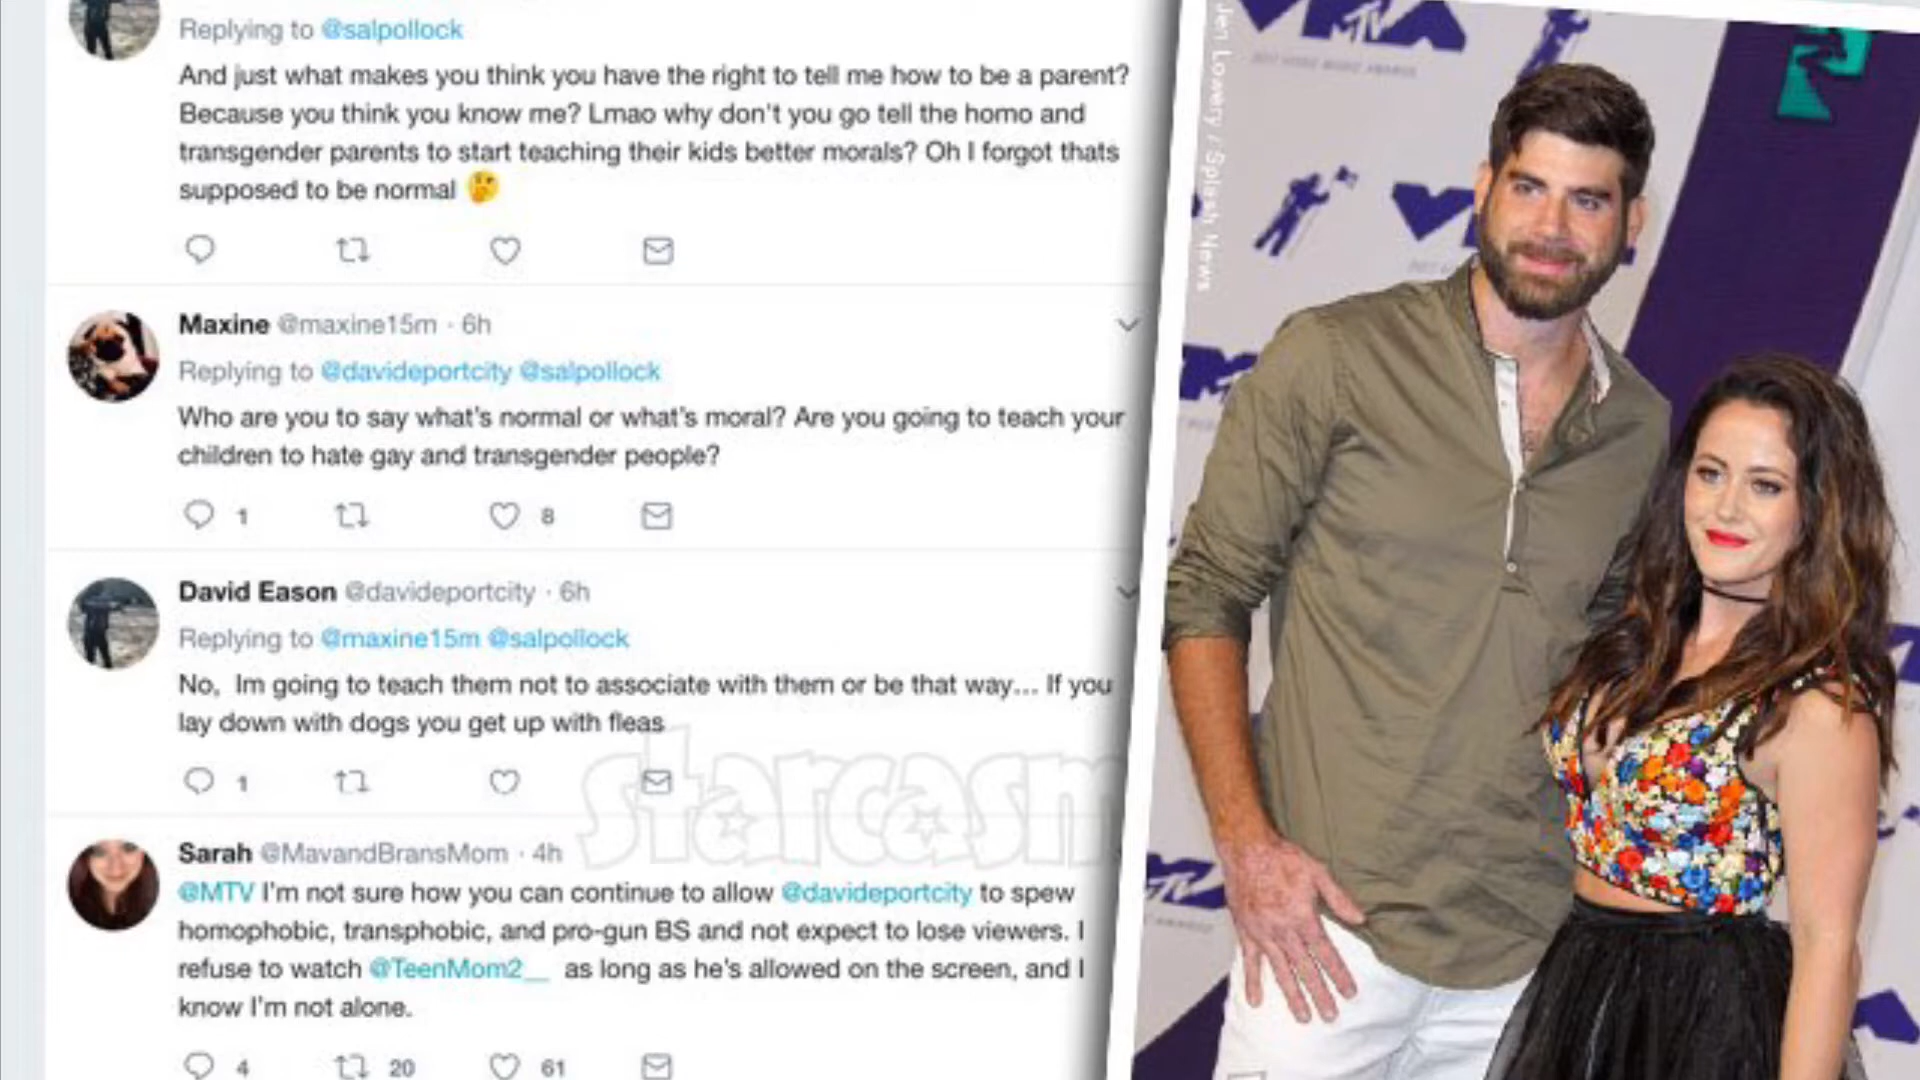 Replying to @salpollock
And just what makes you think you have the right to tell me how to be a parent?
Because you think you know me? Lmao why don't you go tell the homo and
transgender parents to start teaching their kids better morals? Oh I forgot thats
supposed to be normal 🤔
Maxine @maxine15m · 6h
Replying to @davideportcity @salpollock
Who are you to say what's normal or what's moral? Are you going to teach your
children to hate gay and transgender people?
1 8
David Eason @davideportcity · 6h
Replying to @maxine15m @salpollock
No, Im going to teach them not to associate with them or be that way... If you
lay down with dogs you get up with fleas
1
starcasm
Sarah @MavandBransMom · 4h
@MTV I'm not sure how you can continue to allow @davideportcity to spew
homophobic, transphobic, and pro-gun BS and not expect to lose viewers. I
refuse to watch @TeenMom2__ as long as he's allowed on the screen, and I
know I'm not alone.
4 20 61
Jen Lowery / Splash News
MTV